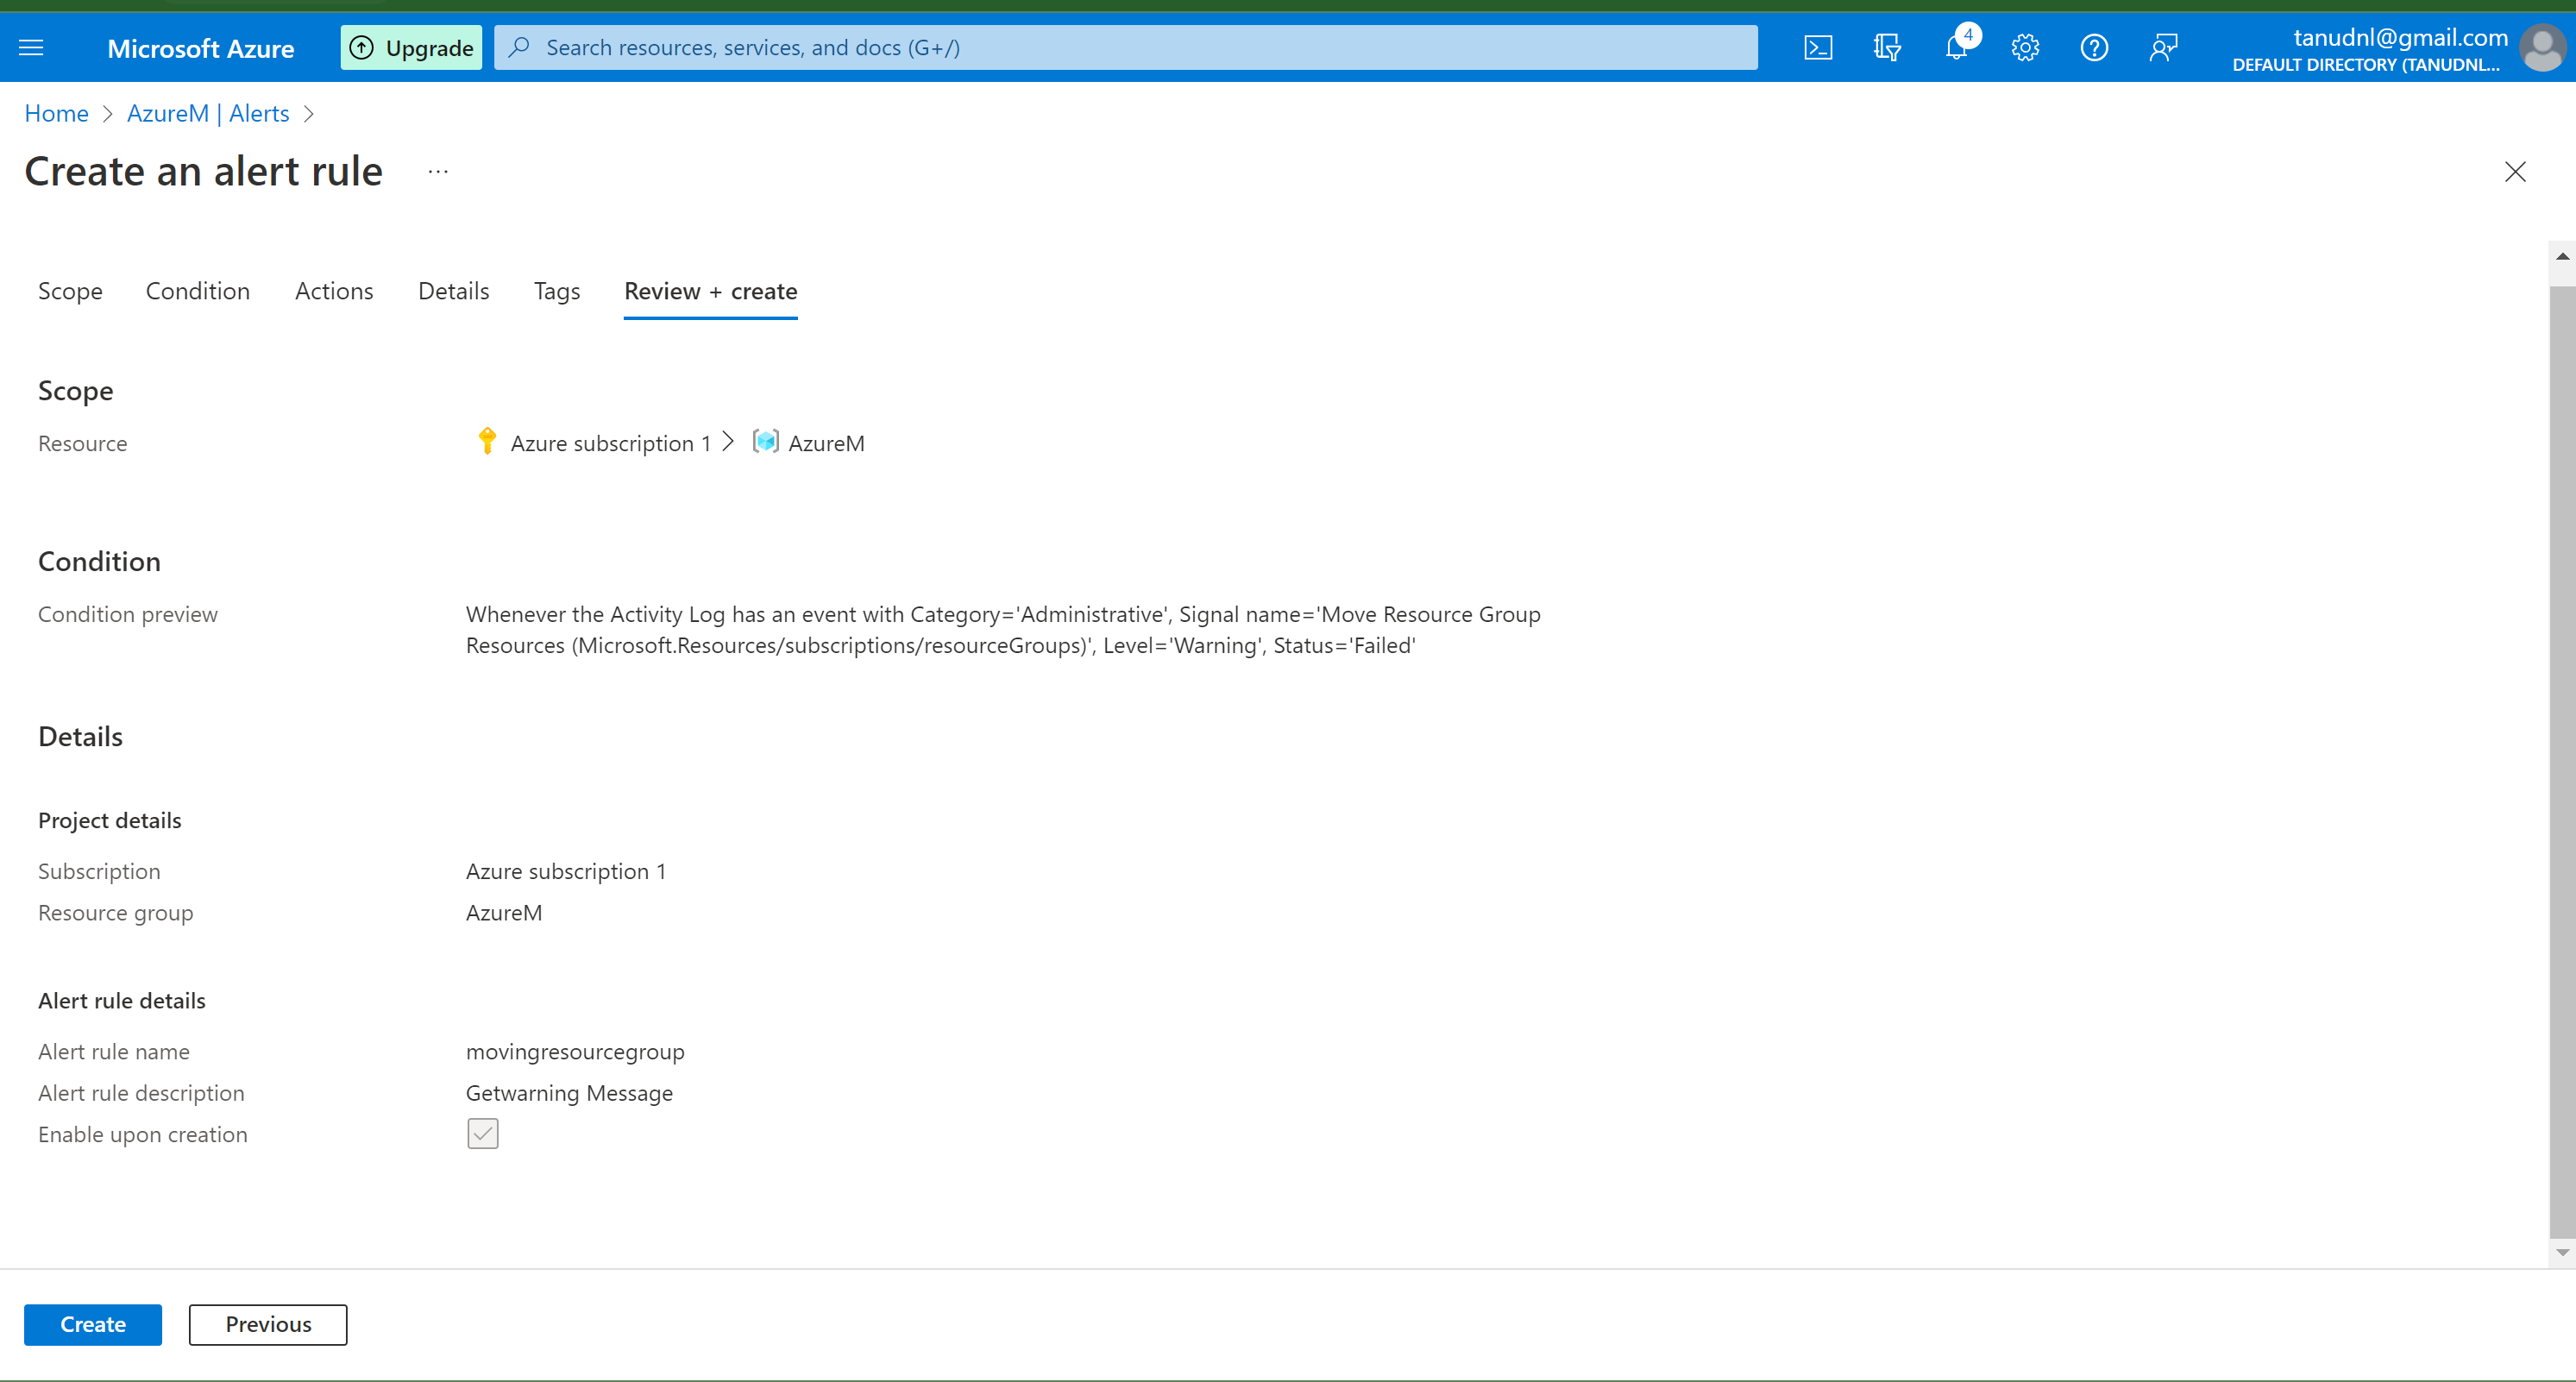 Microsoft Azure
Upgrade
Search resources, services, and docs (G+/)
4
tanudnl@gmail.com
DEFAULT DIRECTORY (TANUDNL...
Home > AzureM | Alerts >
Create an alert rule ...
Scope Condition Actions Details Tags Review + create
Scope
Resource Azure subscription 1 > AzureM
Condition
Condition preview Whenever the Activity Log has an event with Category='Administrative', Signal name='Move Resource Group
Resources (Microsoft.Resources/subscriptions/resourceGroups)', Level='Warning', Status='Failed'
Details
Project details
Subscription Azure subscription 1
Resource group AzureM
Alert rule details
Alert rule name movingresourcegroup
Alert rule description Getwarning Message
Enable upon creation
Create Previous